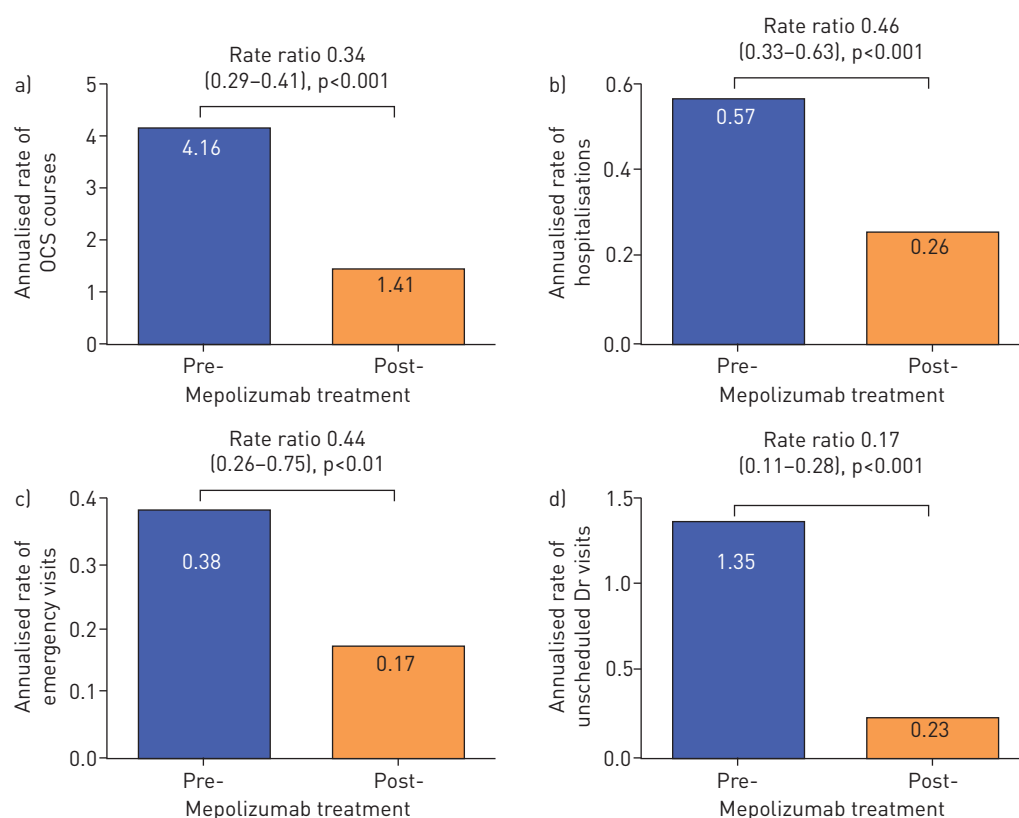 a)
Rate ratio 0.34
(0.29–0.41), p<0.001
Annualised rate of
OCS courses
5
4
3
2
1
0
4.16
1.41
Pre-
Post-
Mepolizumab treatment
b)
Rate ratio 0.46
(0.33–0.63), p<0.001
Annualised rate of
hospitalisations
0.6
0.4
0.2
0.0
0.57
0.26
Pre-
Post-
Mepolizumab treatment
c)
Rate ratio 0.44
(0.26–0.75), p<0.01
Annualised rate of
emergency visits
0.4
0.3
0.2
0.1
0.0
0.38
0.17
Pre-
Post-
Mepolizumab treatment
d)
Rate ratio 0.17
(0.11–0.28), p<0.001
Annualised rate of
unscheduled Dr visits
1.5
1.0
0.5
0.0
1.35
0.23
Pre-
Post-
Mepolizumab treatment